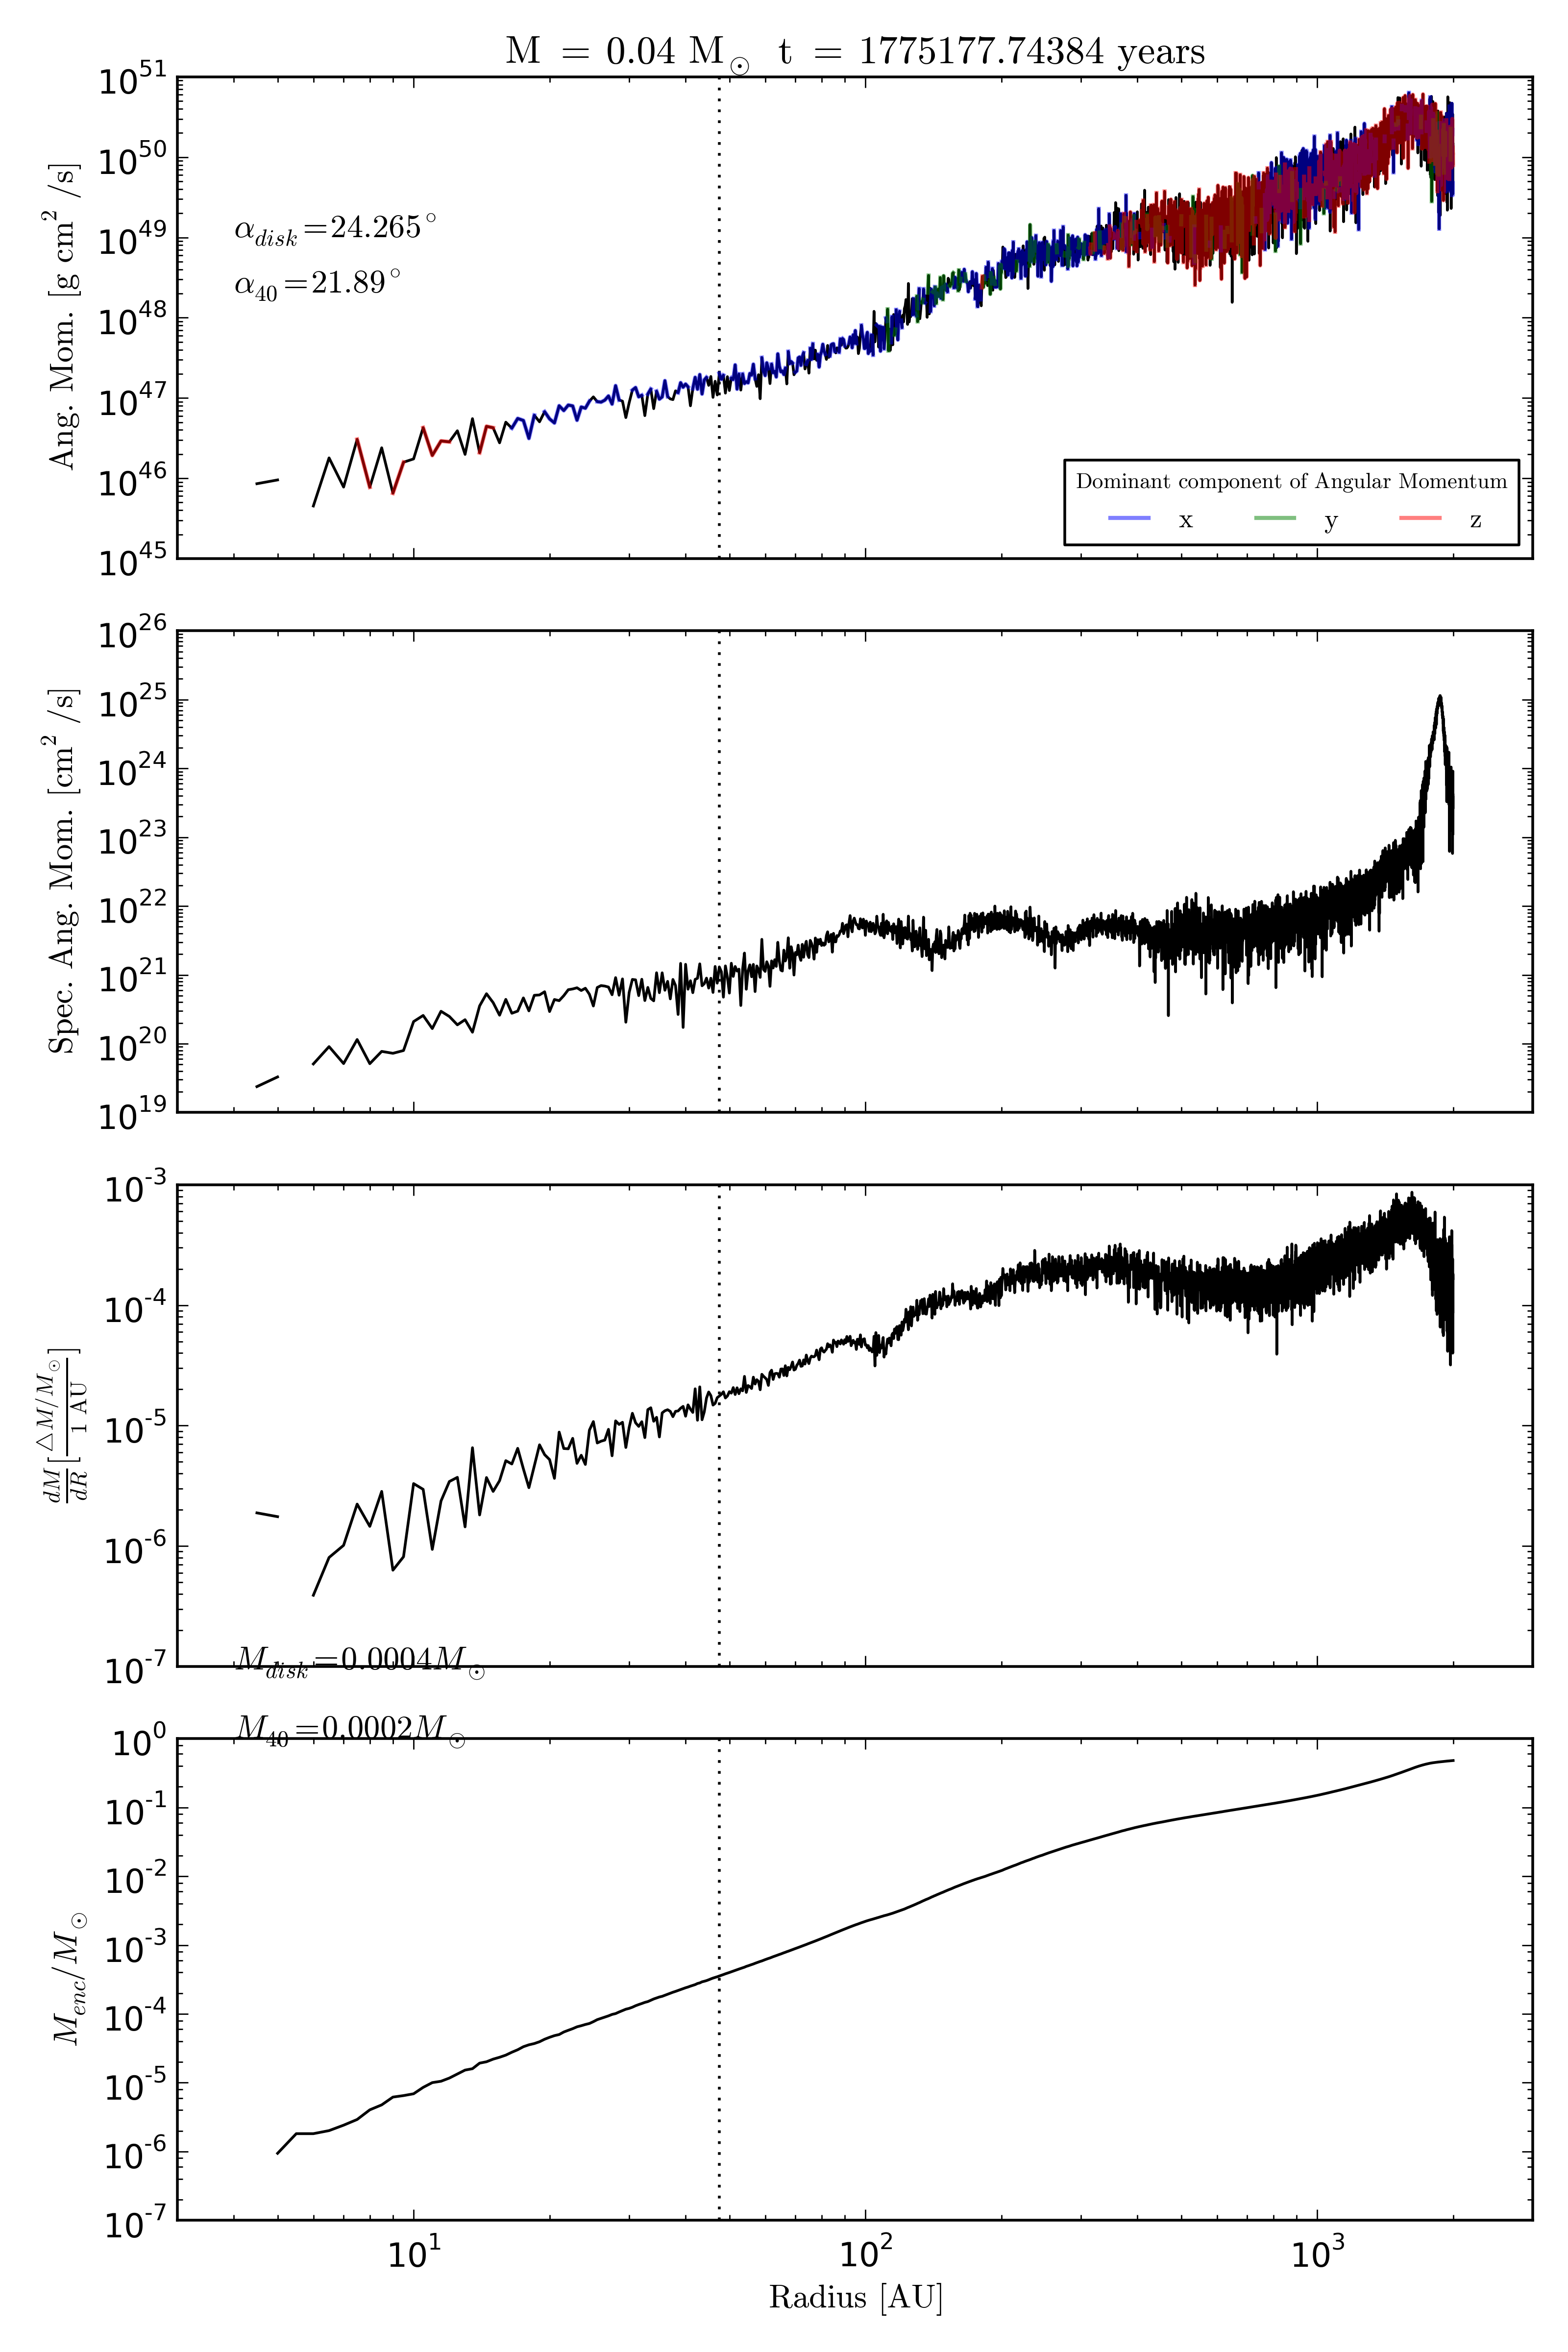 M = 0.04 M⊙ t = 1775177.74384 years
10^51
10^50
10^49
10^48
10^47
10^46
10^45
Ang. Mom. [g cm^2 /s]
α_disk=24.265°
α_40=21.89°
Dominant component of Angular Momentum
x y z
10^26
10^25
10^24
10^23
10^22
10^21
10^20
10^19
Spec. Ang. Mom. [cm^2 /s]
10^-3
10^-4
10^-5
10^-6
10^-7
dM/dR [△M/M⊙ / 1 AU]
M_disk=0.0004M⊙
M_40=0.0002M⊙
10^0
10^-1
10^-2
10^-3
10^-4
10^-5
10^-6
10^-7
M_enc/M⊙
10^1 10^2 10^3
Radius [AU]